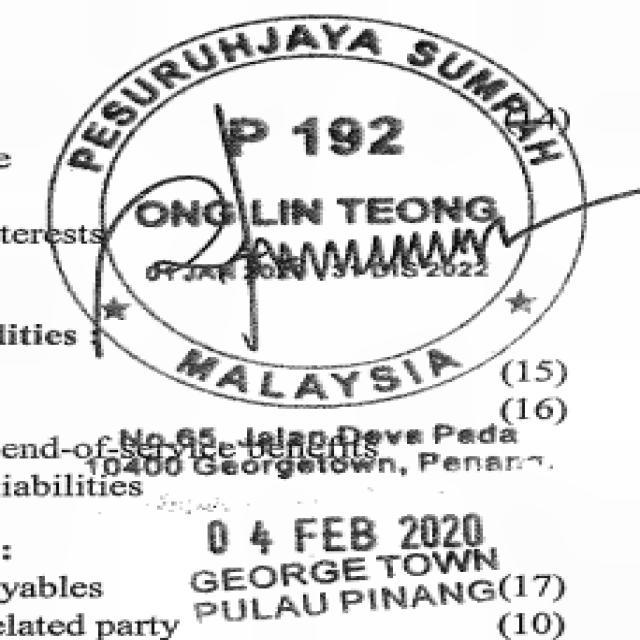 PESURUHJAYA SUMPAH
(14)
P 192
e
ONG LIN TEONG
terests
01 JAN 2020 31 DIS 2022
lities :
MALAYSIA
(15)
(16)
No. 65, Jalan Deva Pada
end-of-service benefits
10400 Georgetown, Penang.
iabilities
04 FEB 2020
:
GEORGE TOWN
yables
PULAU PINANG
(17)
elated party
(10)